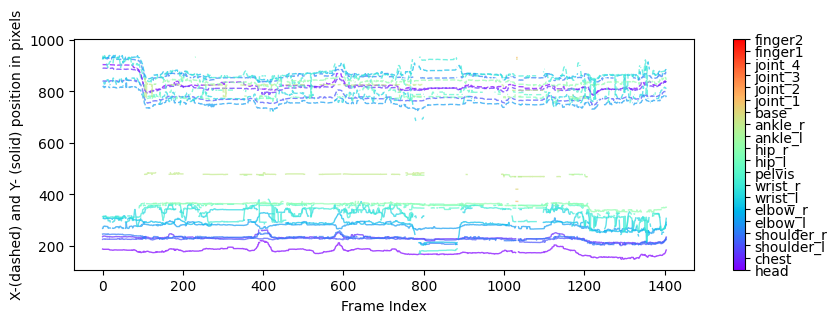 X-(dashed) and Y- (solid) position in pixels
1000
800
600
400
200
0
200
400
600
800
1000
1200
1400
Frame Index
finger2
finger1
joint_4
joint_3
joint_2
joint_1
base
ankle_r
ankle_l
hip_r
hip_l
pelvis
wrist_r
wrist_l
elbow_r
elbow_l
shoulder_r
shoulder_l
chest
head